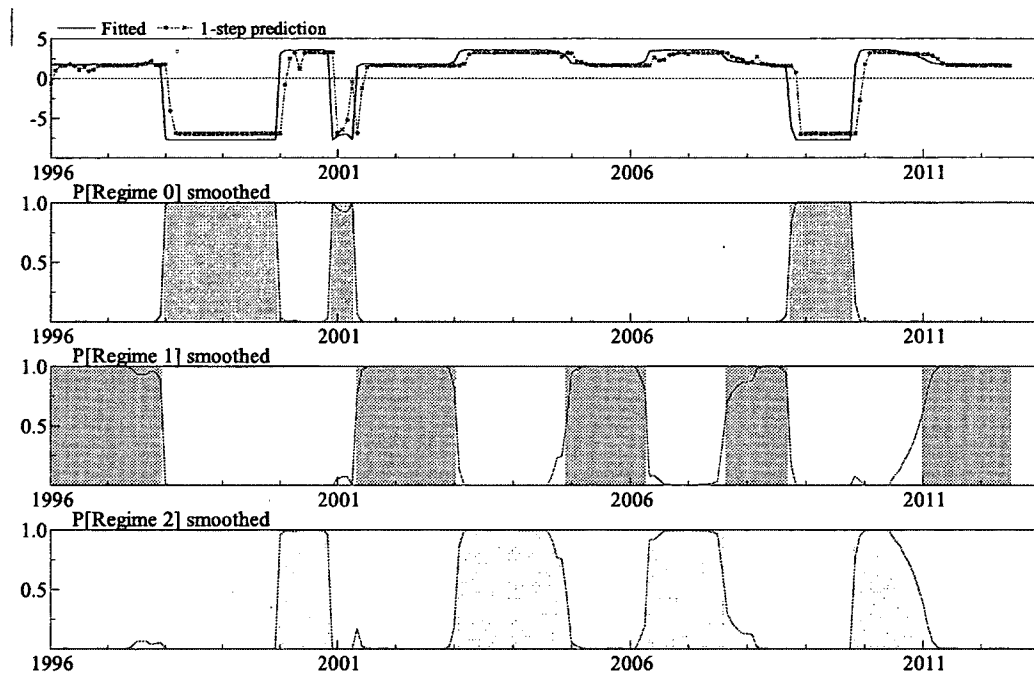 Fitted 1-step prediction
5
0
-5
1996 2001 2006 2011
P[Regime 0] smoothed
1.0
0.5
1996 2001 2006 2011
P[Regime 1] smoothed
1.0
0.5
1996 2001 2006 2011
P[Regime 2] smoothed
1.0
0.5
1996 2001 2006 2011